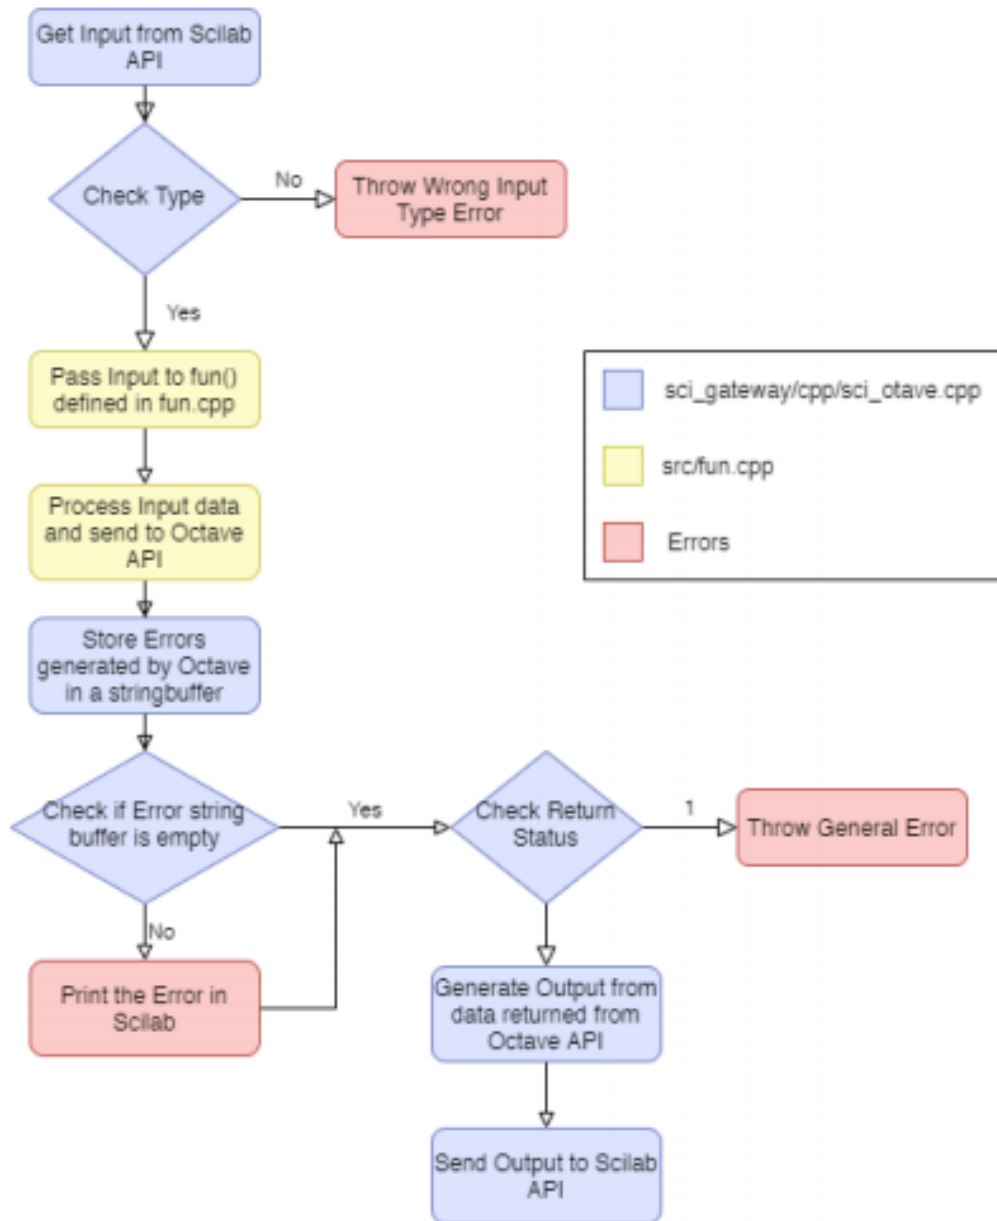 Get Input from Scilab
API
Check Type
No
Throw Wrong Input
Type Error
Yes
Pass Input to fun()
defined in fun.cpp
sci_gateway/cpp/sci_otave.cpp
src/fun.cpp
Errors
Process Input data
and send to Octave
API
Store Errors
generated by Octave
in a stringbuffer
Check if Error string
buffer is empty
Yes
Check Return
Status
1
Throw General Error
No
Print the Error in
Scilab
Generate Output from
data returned from
Octave API
Send Output to Scilab
API